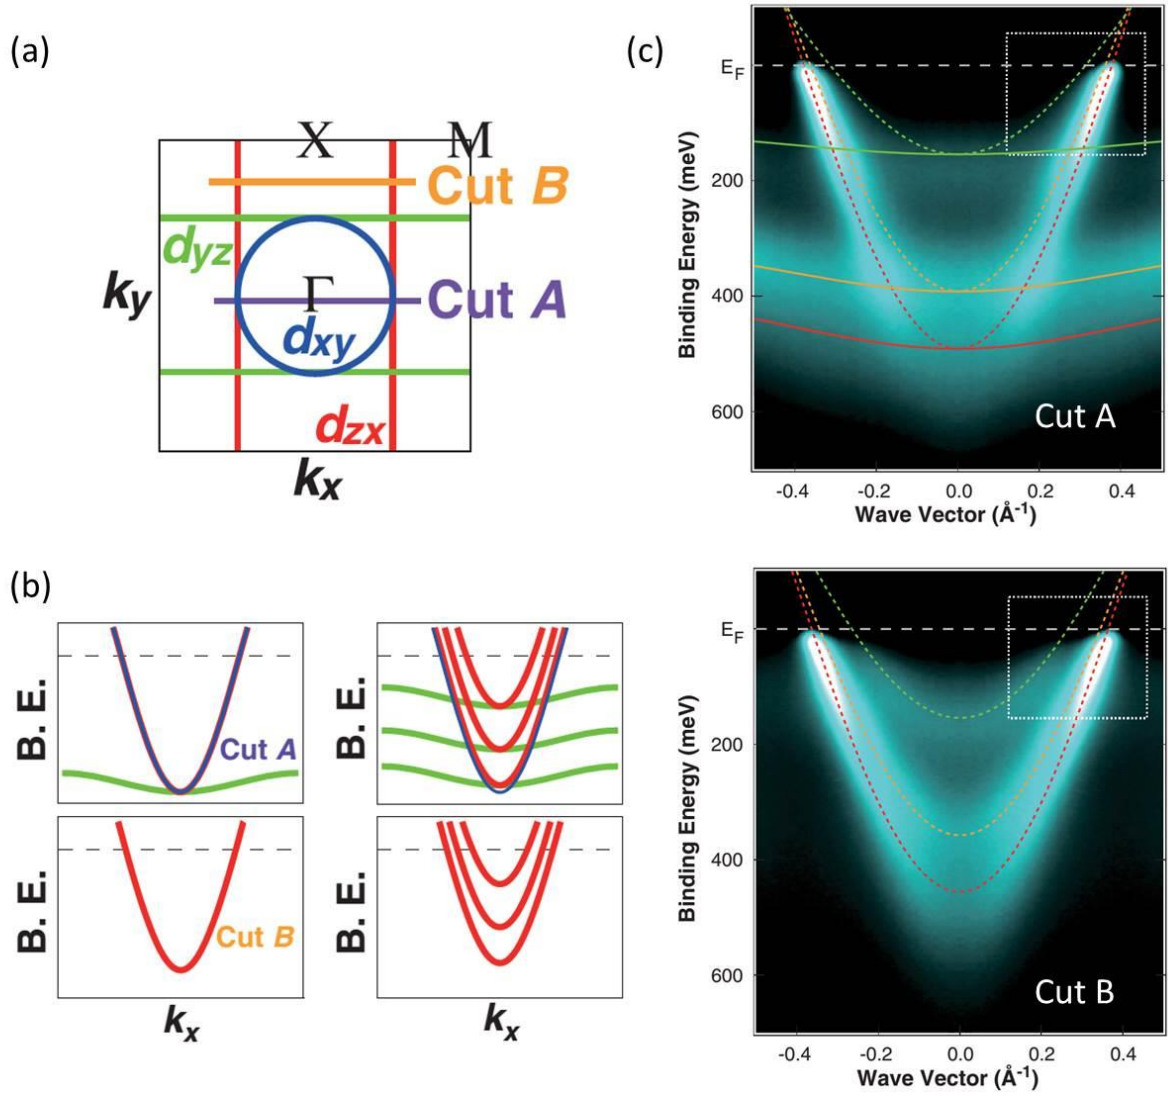 (a)
X
M
Cut B
dyz
ky
Γ
Cut A
dxy
dzx
kx
(b)
B. E.
Cut A
B. E.
B. E.
Cut B
kx
B. E.
kx
(c)
EF
200
400
600
Binding Energy (meV)
Cut A
-0.4
-0.2
0.0
0.2
0.4
Wave Vector (Å-1)
EF
200
400
600
Binding Energy (meV)
Cut B
-0.4
-0.2
0.0
0.2
0.4
Wave Vector (Å-1)